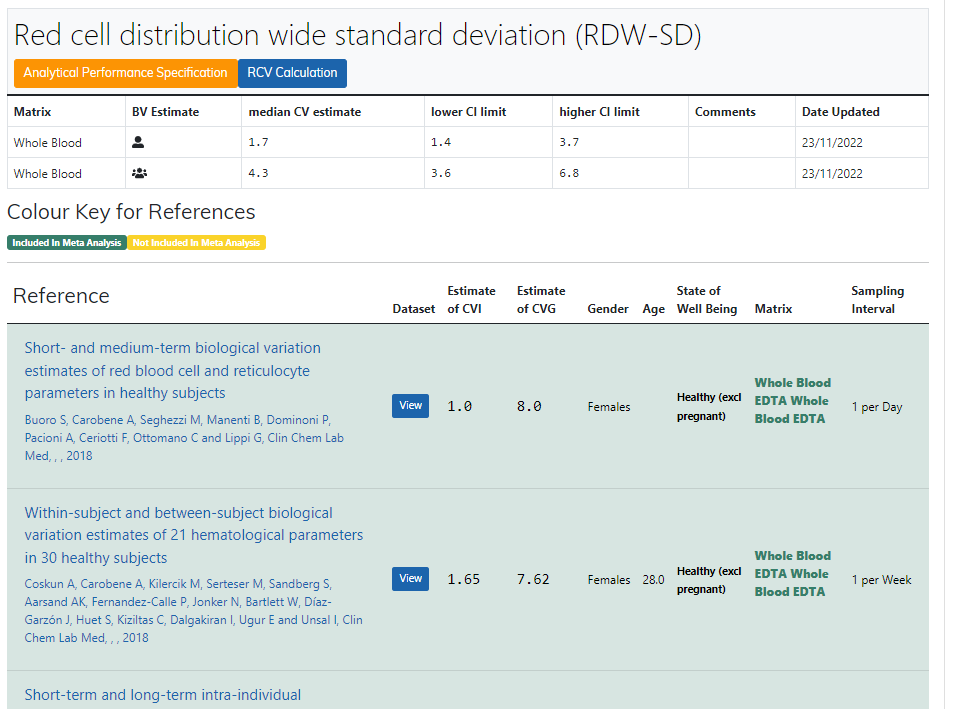 Red cell distribution wide standard deviation (RDW-SD)
Analytical Performance Specification RCV Calculation
Matrix BV Estimate median CV estimate lower CI limit higher CI limit Comments Date Updated
Whole Blood 1.7 1.4 3.7 23/11/2022
Whole Blood 4.3 3.6 6.8 23/11/2022
Colour Key for References
Included In Meta Analysis Not Included In Meta Analysis
Reference
Dataset
Estimate
of CVI
Estimate
of CVG
Gender
Age
State of
Well Being
Matrix
Sampling
Interval
Short- and medium-term biological variation
estimates of red blood cell and reticulocyte
parameters in healthy subjects
Buoro S, Carobene A, Seghezzi M, Manenti B, Dominoni P,
Pacioni A, Ceriotti F, Ottomano C and Lippi G, Clin Chem Lab
Med, , , 2018
View
1.0
8.0
Females
Healthy (excl
pregnant)
Whole Blood
EDTA Whole
Blood EDTA
1 per Day
Within-subject and between-subject biological
variation estimates of 21 hematological parameters
in 30 healthy subjects
Coskun A, Carobene A, Kilercik M, Serteser M, Sandberg S,
Aarsand AK, Fernandez-Calle P, Jonker N, Bartlett W, Díaz-
Garzón J, Huet S, Kiziltas C, Dalgakiran I, Ugur E and Unsal I, Clin
Chem Lab Med, , , 2018
View
1.65
7.62
Females
28.0
Healthy (excl
pregnant)
Whole Blood
EDTA Whole
Blood EDTA
1 per Week
Short-term and long-term intra-individual